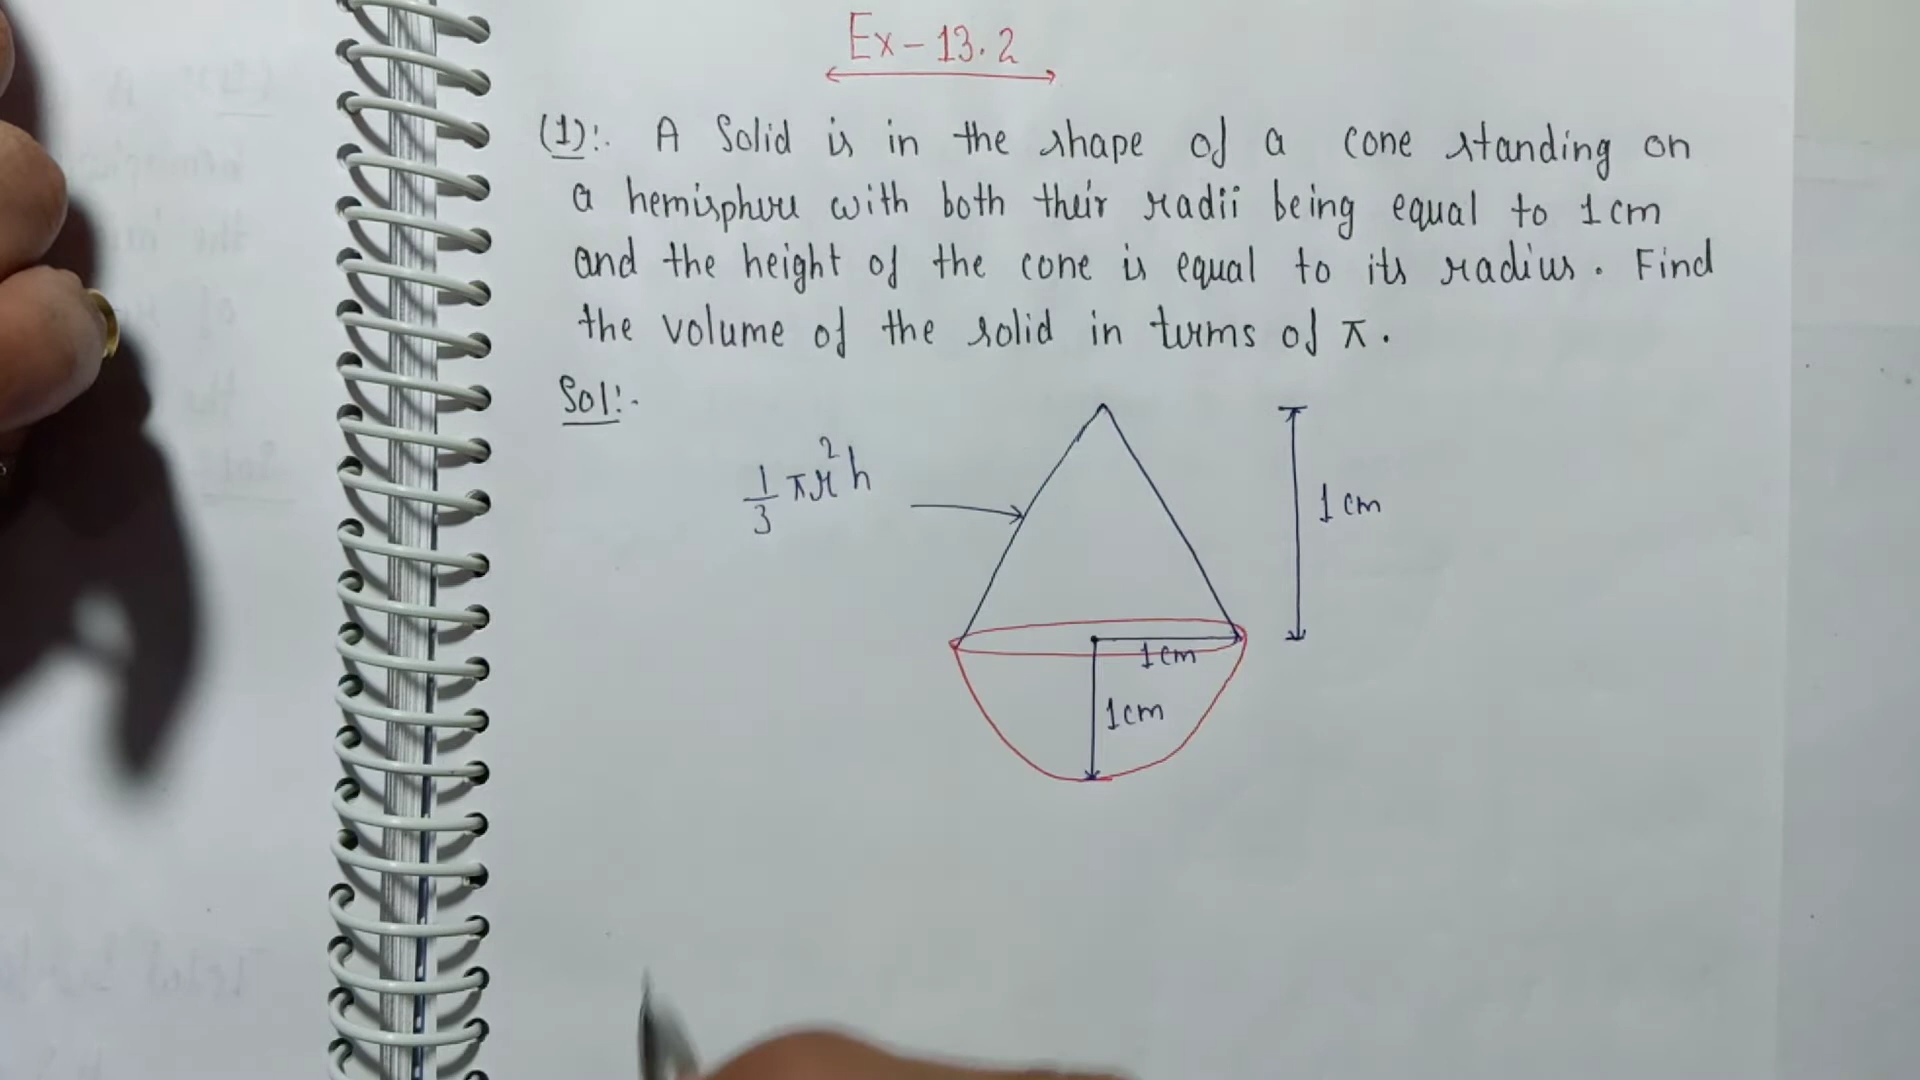 Ex-13.2
(1):. A Solid is in the shape of a cone standing on
a hemisphere with both their radii being equal to 1cm
and the height of the cone is equal to its radius. Find
the volume of the solid in terms of π.
Sol:-
1/3 πr²h
1 cm
1cm
1cm